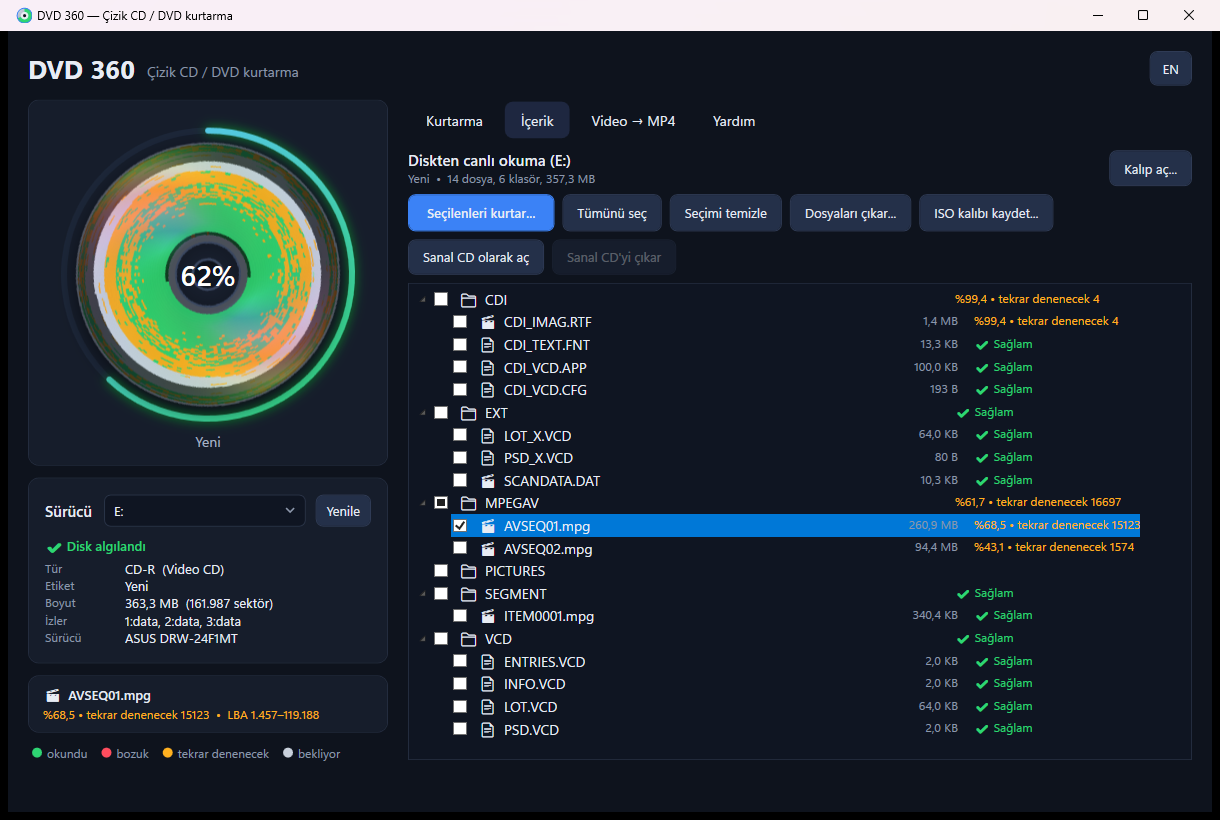 DVD 360 — Çizik CD / DVD kurtarma
DVD 360 Çizik CD / DVD kurtarma
EN
62%
Yeni
Sürücü E: Yenile
Disk algılandı
Tür CD-R (Video CD)
Etiket Yeni
Boyut 363,3 MB (161.987 sektör)
İzler 1:data, 2:data, 3:data
Sürücü ASUS DRW-24F1MT
AVSEQ01.mpg
%68,5 • tekrar denenecek 15123 • LBA 1.457–119.188
okundu bozuk tekrar denenecek bekliyor
Kurtarma İçerik Video → MP4 Yardım
Diskten canlı okuma (E:)
Yeni • 14 dosya, 6 klasör, 357,3 MB
Kalıp aç...
Seçilenleri kurtar... Tümünü seç Seçimi temizle Dosyaları çıkar... ISO kalıbı kaydet...
Sanal CD olarak aç Sanal CD'yi çıkar
CDI %99,4 • tekrar denenecek 4
CDI_IMAG.RTF 1,4 MB %99,4 • tekrar denenecek 4
CDI_TEXT.FNT 13,3 KB Sağlam
CDI_VCD.APP 100,0 KB Sağlam
CDI_VCD.CFG 193 B Sağlam
EXT Sağlam
LOT_X.VCD 64,0 KB Sağlam
PSD_X.VCD 80 B Sağlam
SCANDATA.DAT 10,3 KB Sağlam
MPEGAV %61,7 • tekrar denenecek 16697
AVSEQ01.mpg 260,9 MB %68,5 • tekrar denenecek 15123
AVSEQ02.mpg 94,4 MB %43,1 • tekrar denenecek 1574
PICTURES
SEGMENT Sağlam
ITEM0001.mpg 340,4 KB Sağlam
VCD Sağlam
ENTRIES.VCD 2,0 KB Sağlam
INFO.VCD 2,0 KB Sağlam
LOT.VCD 64,0 KB Sağlam
PSD.VCD 2,0 KB Sağlam